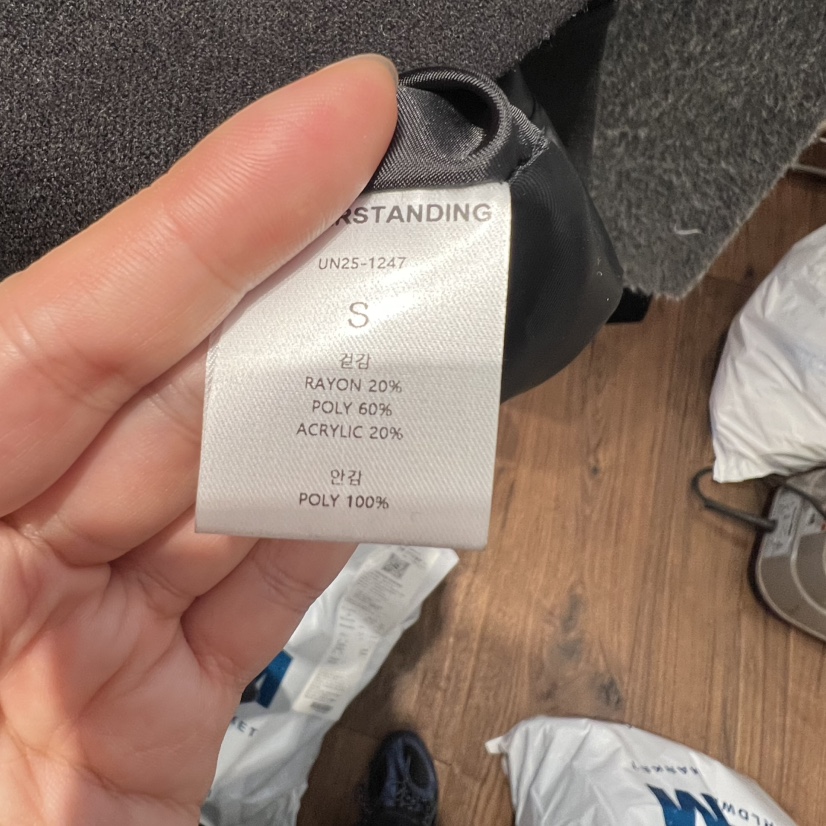 RSTANDING
UN25-1247
S
겉감
RAYON 20%
POLY 60%
ACRYLIC 20%
안감
POLY 100%